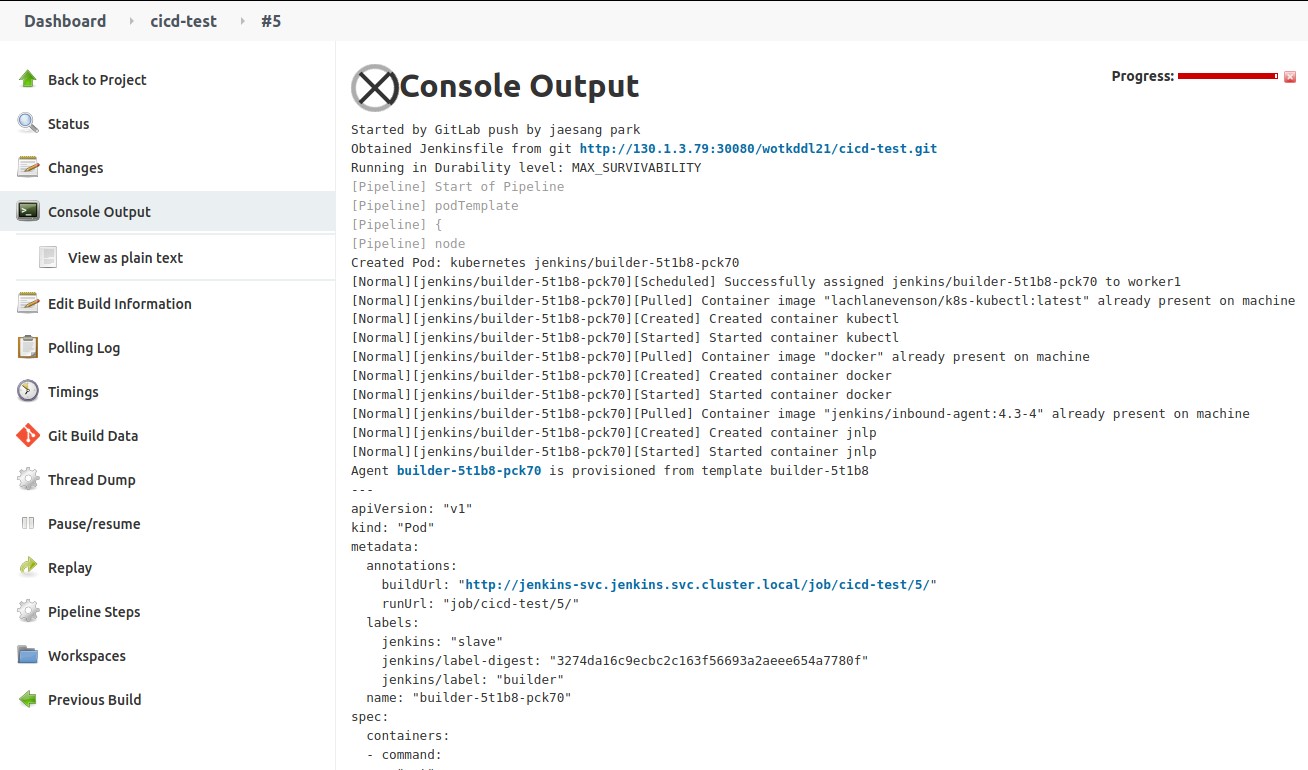 Dashboard cicd-test #5
Back to Project
Status
Changes
Console Output
View as plain text
Edit Build Information
Polling Log
Timings
Git Build Data
Thread Dump
Pause/resume
Replay
Pipeline Steps
Workspaces
Previous Build
Console Output
Progress:
Started by GitLab push by jaesang park
Obtained Jenkinsfile from git http://130.1.3.79:30080/wotkddl21/cicd-test.git
Running in Durability level: MAX_SURVIVABILITY
[Pipeline] Start of Pipeline
[Pipeline] podTemplate
[Pipeline] {
[Pipeline] node
Created Pod: kubernetes jenkins/builder-5t1b8-pck70
[Normal][jenkins/builder-5t1b8-pck70][Scheduled] Successfully assigned jenkins/builder-5t1b8-pck70 to worker1
[Normal][jenkins/builder-5t1b8-pck70][Pulled] Container image "lachlanevenson/k8s-kubectl:latest" already present on machine
[Normal][jenkins/builder-5t1b8-pck70][Created] Created container kubectl
[Normal][jenkins/builder-5t1b8-pck70][Started] Started container kubectl
[Normal][jenkins/builder-5t1b8-pck70][Pulled] Container image "docker" already present on machine
[Normal][jenkins/builder-5t1b8-pck70][Created] Created container docker
[Normal][jenkins/builder-5t1b8-pck70][Started] Started container docker
[Normal][jenkins/builder-5t1b8-pck70][Pulled] Container image "jenkins/inbound-agent:4.3-4" already present on machine
[Normal][jenkins/builder-5t1b8-pck70][Created] Created container jnlp
[Normal][jenkins/builder-5t1b8-pck70][Started] Started container jnlp
Agent builder-5t1b8-pck70 is provisioned from template builder-5t1b8
---
apiVersion: "v1"
kind: "Pod"
metadata:
  annotations:
    buildUrl: "http://jenkins-svc.jenkins.svc.cluster.local/job/cicd-test/5/"
    runUrl: "job/cicd-test/5/"
  labels:
    jenkins: "slave"
    jenkins/label-digest: "3274da16c9ecbc2c163f56693a2aeee654a7780f"
    jenkins/label: "builder"
  name: "builder-5t1b8-pck70"
spec:
  containers:
  - command: